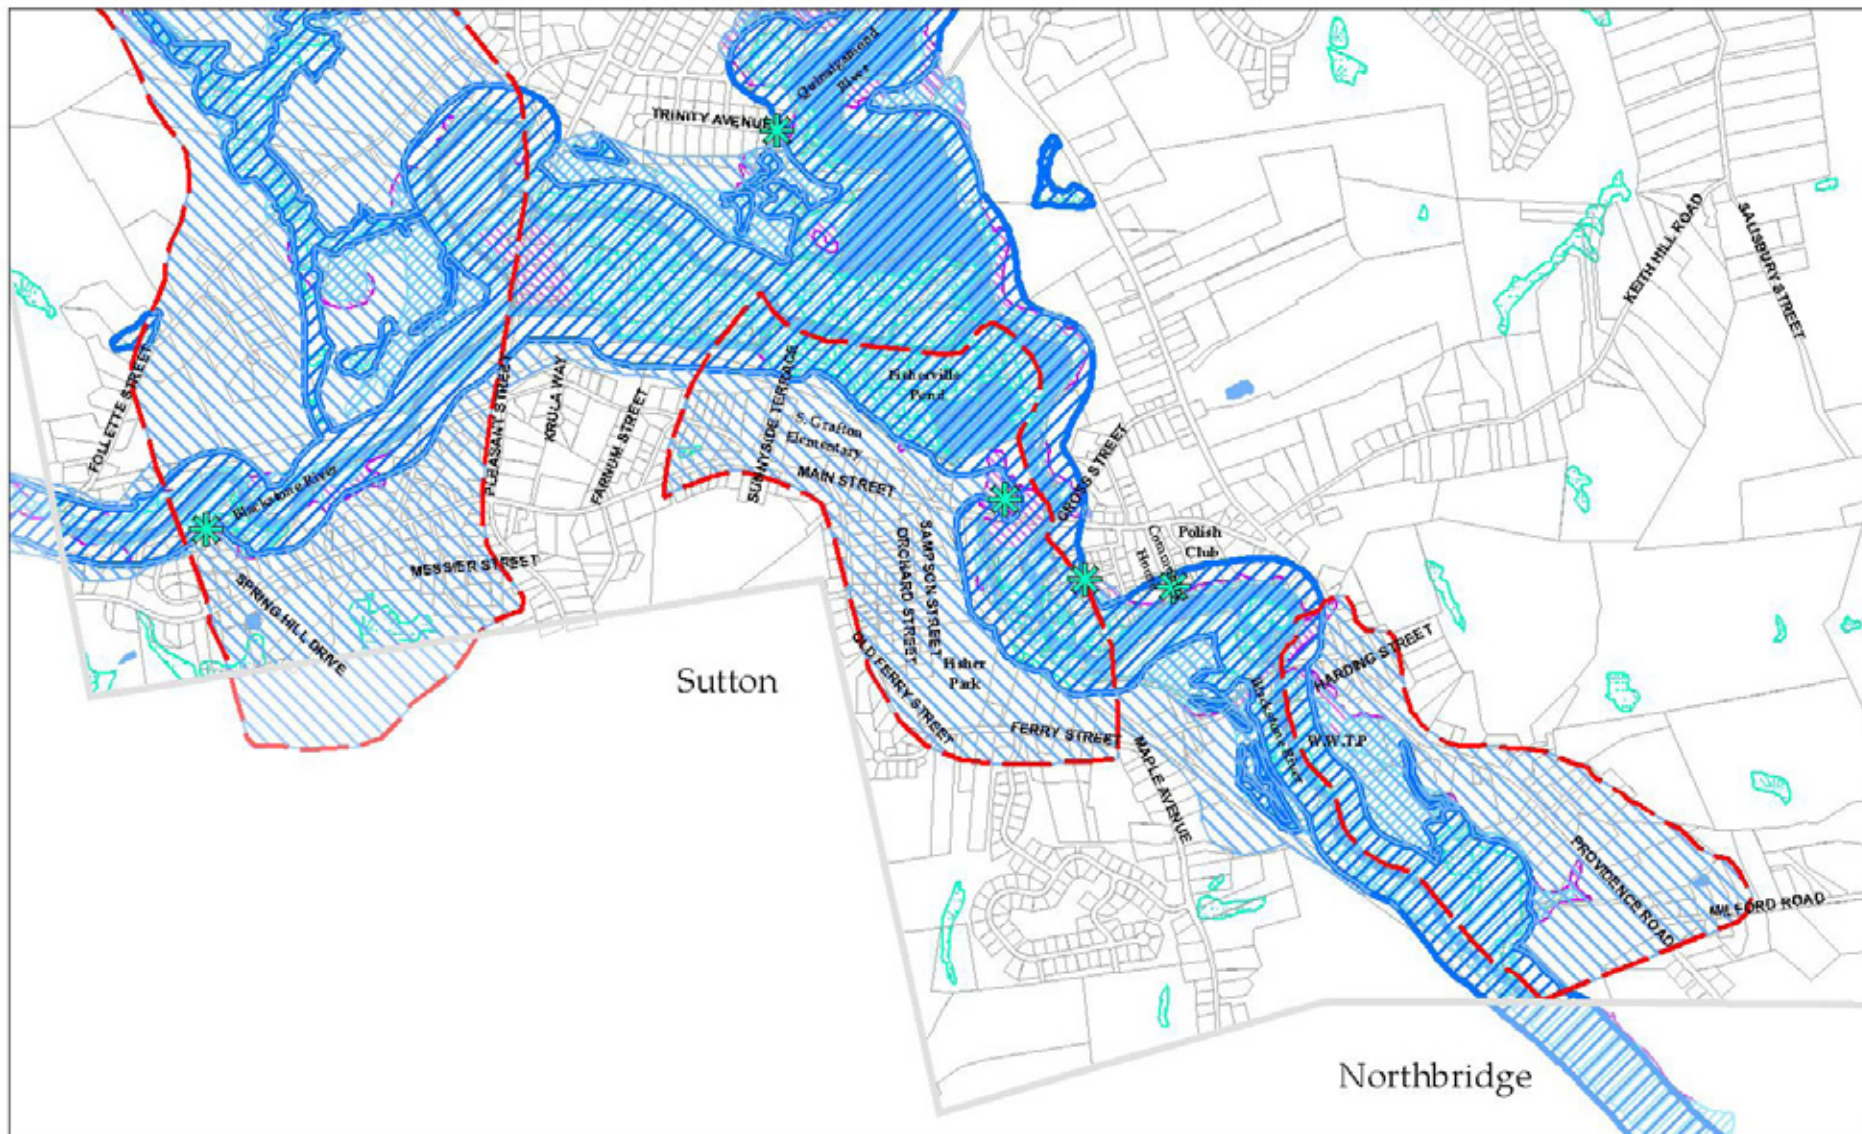 Quinsigamond
River
TRINITY AVENUE
KEITH HILL ROAD
SALISBURY STREET
FOLLETTE STREET
PLEASANT STREET
KRULA WAY
FARNUM STREET
SUNNYSIDE TERRACE
Fisherville
Pond
S. Grafton
Elementary
MAIN STREET
Blackstone River
CROSS STREET
Polish
Club
MESSIER STREET
SPRING HILL DRIVE
SAMPSON STREET
ORCHARD STREET
Sutton
OLD FERRY STREET
Fisher
Park
FERRY STREET
MAPLE AVENUE
Blackstone River
HARDING STREET
W.W.T.P
PROVIDENCE ROAD
MILFORD ROAD
Northbridge